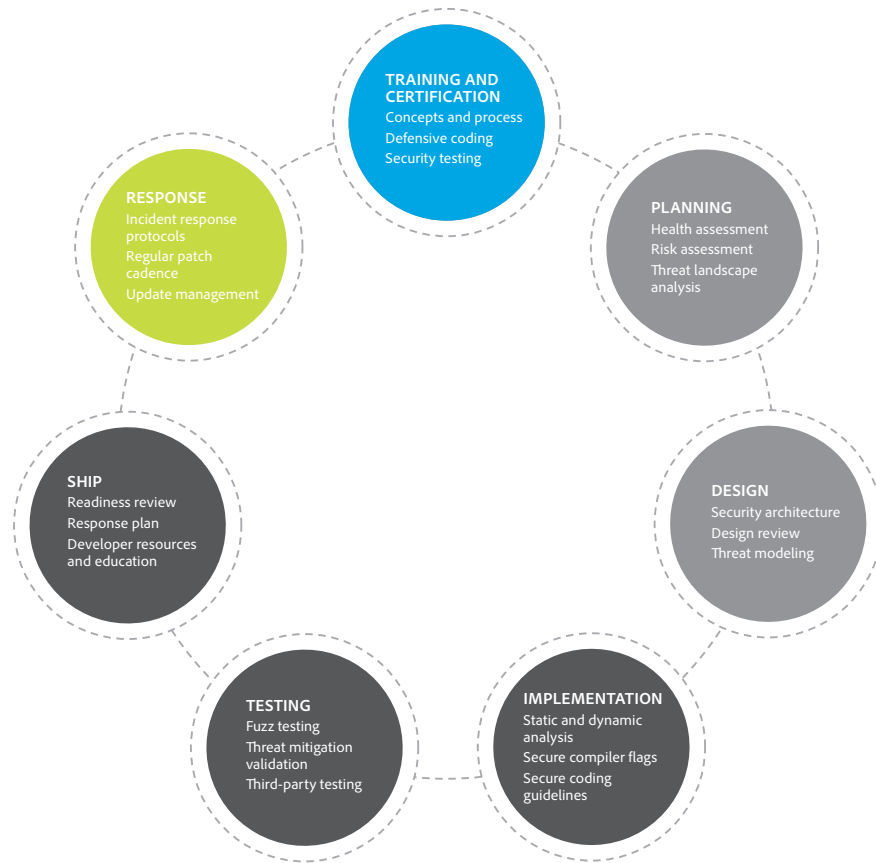 TRAINING AND
CERTIFICATION
Concepts and process
Defensive coding
Security testing
PLANNING
Health assessment
Risk assessment
Threat landscape
analysis
DESIGN
Security architecture
Design review
Threat modeling
IMPLEMENTATION
Static and dynamic
analysis
Secure compiler flags
Secure coding
guidelines
TESTING
Fuzz testing
Threat mitigation
validation
Third-party testing
SHIP
Readiness review
Response plan
Developer resources
and education
RESPONSE
Incident response
protocols
Regular patch
cadence
Update management